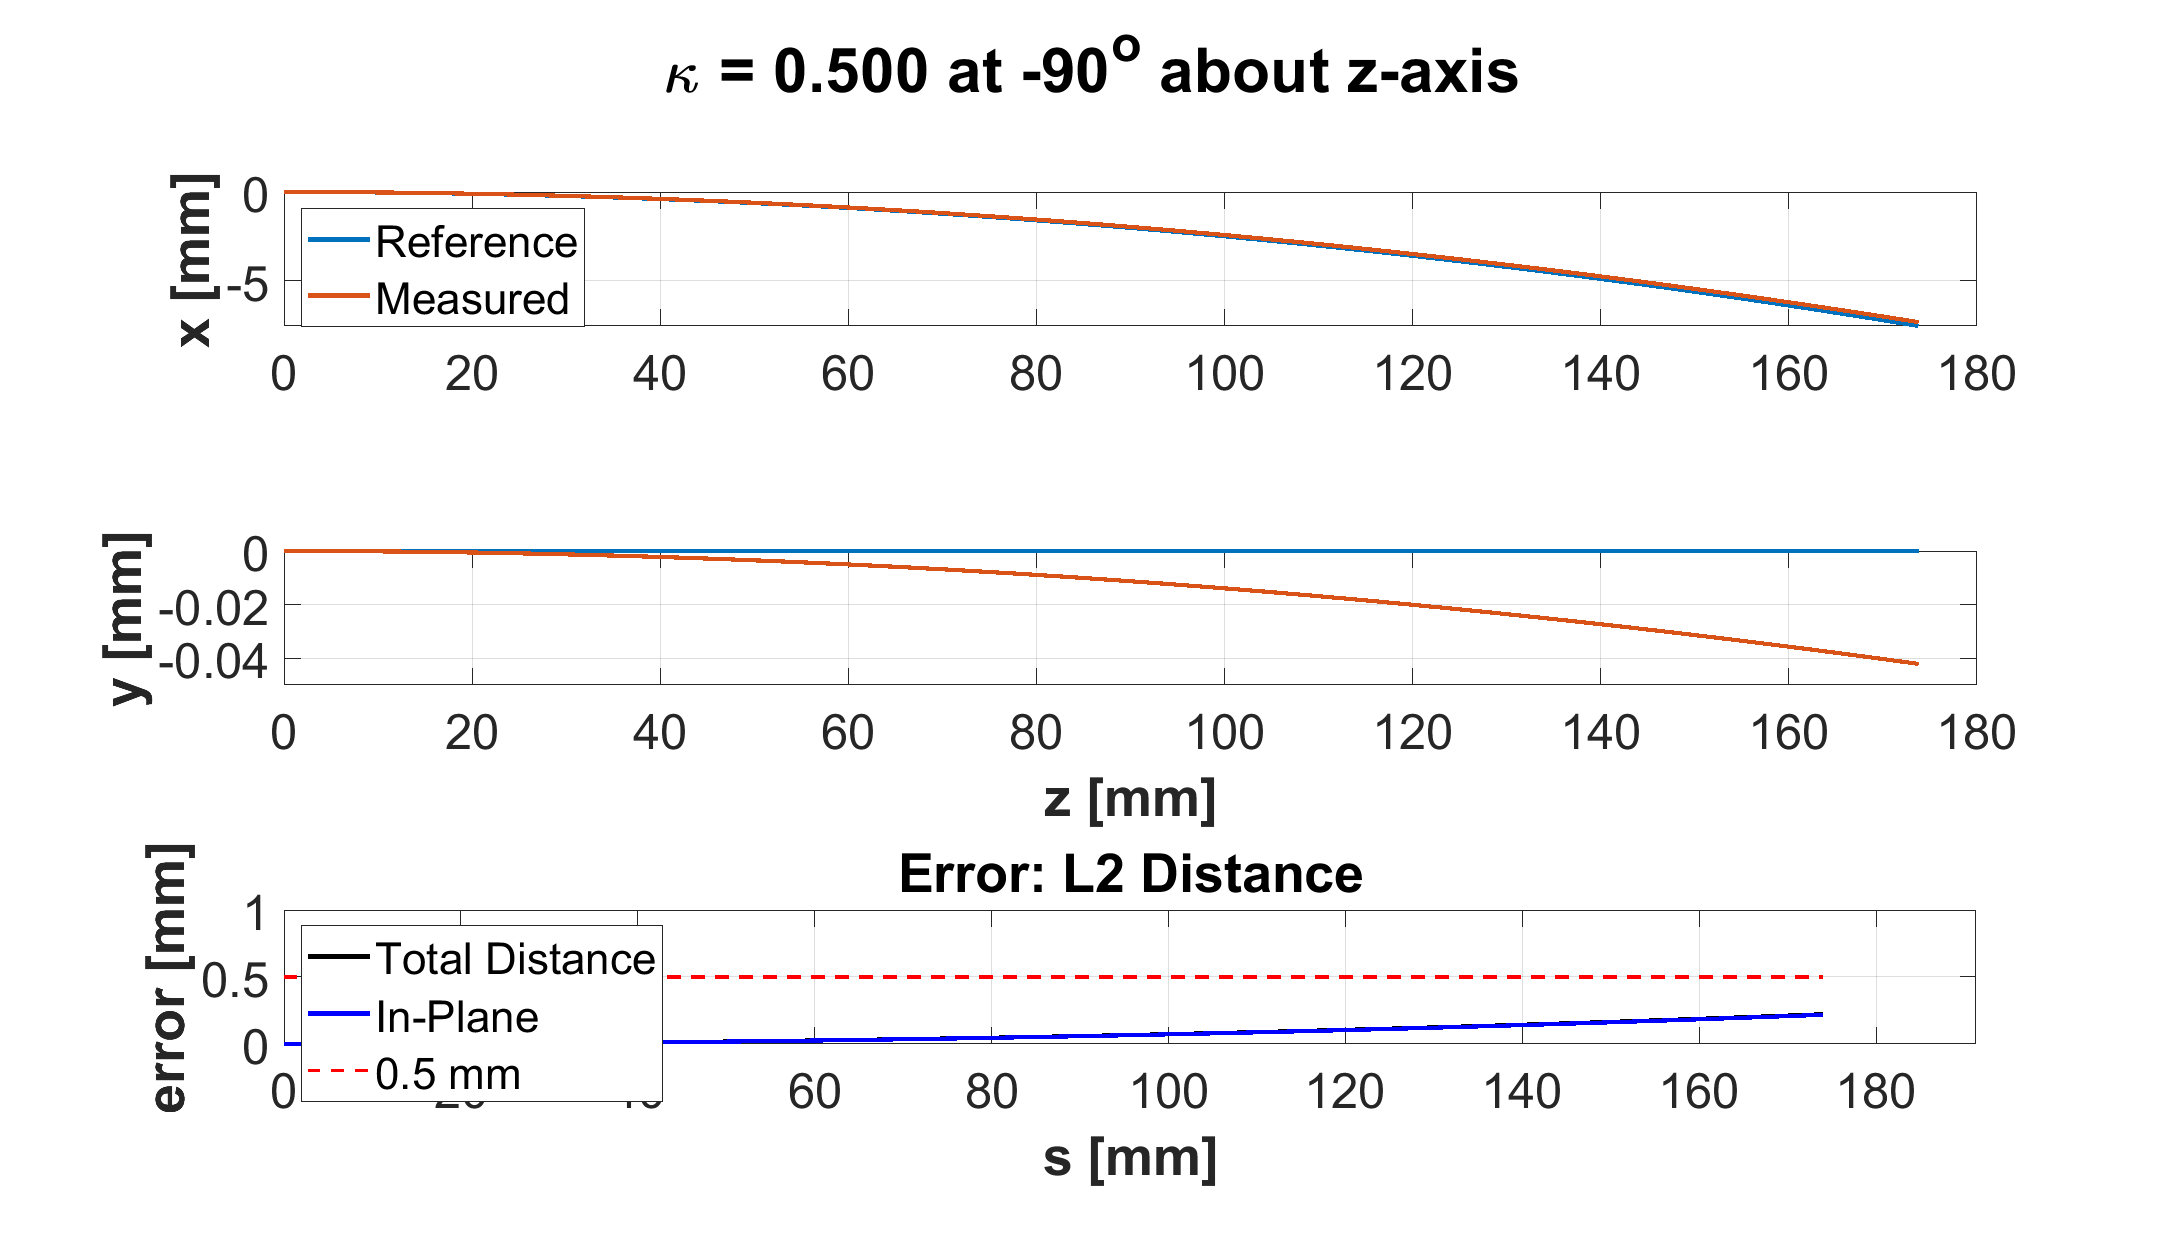 κ = 0.500 at -90° about z-axis
x [mm]
0
-5
Reference
Measured
0 20 40 60 80 100 120 140 160 180
y [mm]
0
-0.02
-0.04
0 20 40 60 80 100 120 140 160 180
z [mm]
Error: L2 Distance
error [mm]
1
0.5
0
Total Distance
In-Plane
0.5 mm
0 60 80 100 120 140 160 180
s [mm]